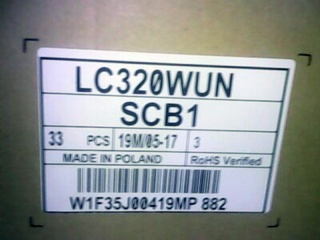 LC320WUN
SCB1
33 PCS 19M/05-17 3
MADE IN POLAND RoHS Verified
W1F35J00419MP 882